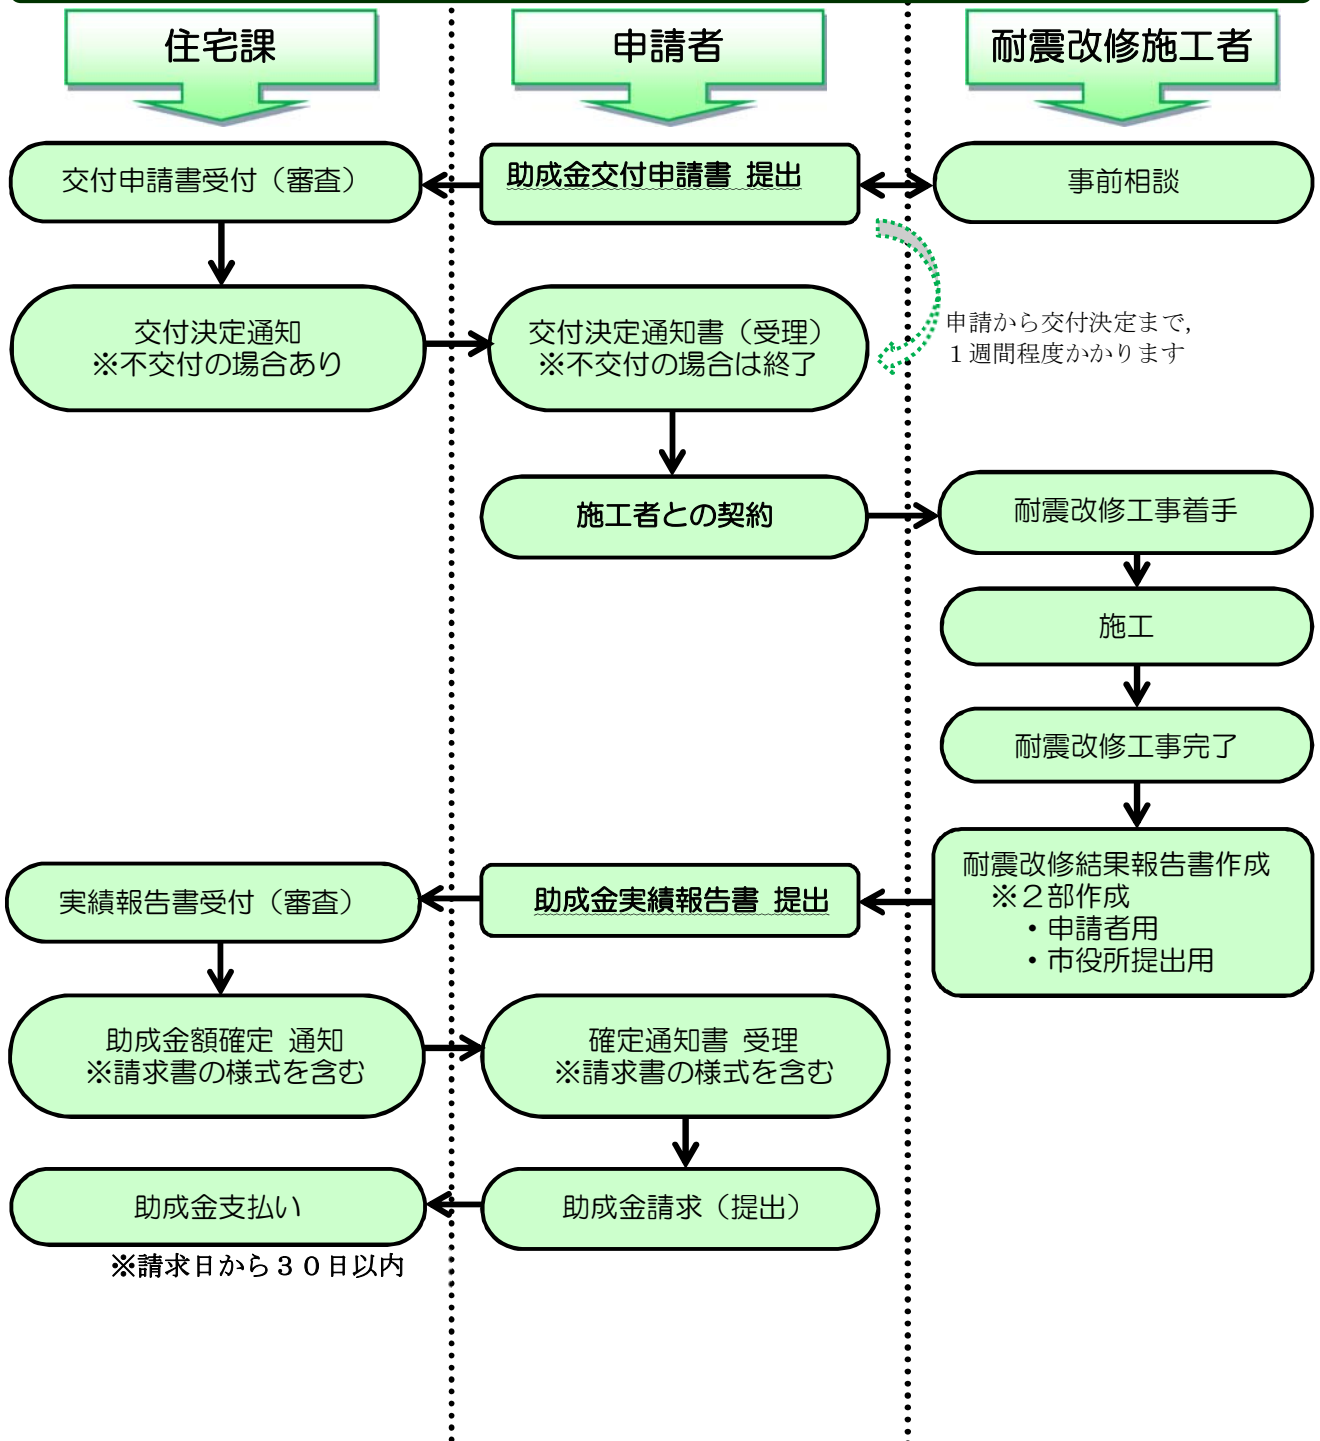 住宅課
申請者
耐震改修施工者
交付申請書受付（審査）
助成金交付申請書 提出
事前相談
交付決定通知
※不交付の場合あり
交付決定通知書（受理）
※不交付の場合は終了
申請から交付決定まで，
１週間程度かかります
施工者との契約
耐震改修工事着手
施工
耐震改修工事完了
耐震改修結果報告書作成
※２部作成
・申請者用
・市役所提出用
実績報告書受付（審査）
助成金実績報告書 提出
助成金額確定 通知
※請求書の様式を含む
確定通知書 受理
※請求書の様式を含む
助成金支払い
助成金請求（提出）
※請求日から３０日以内